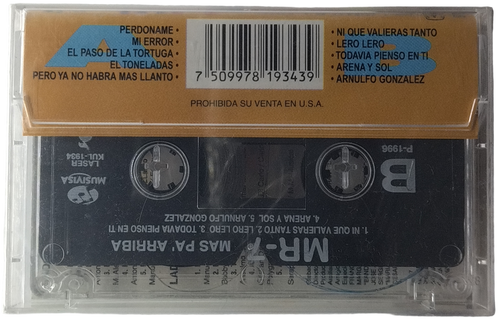 PERDONAME •
MI ERROR •
EL PASO DE LA TORTUGA •
EL TONELADAS •
PERO YA NO HABRA MAS LLANTO •
A
B
• NI QUE VALIERAS TANTO
• LERO LERO
• TODAVIA PIENSO EN TI
• ARENA Y SOL
• ARNULFO GONZALEZ
7 509978 193439
PROHIBIDA SU VENTA EN U.S.A.
MR-7 MAS PA' ARRIBA
1. NI QUE VALIERAS TANTO 2. LERO LERO 3. TODAVIA PIENSO EN TI
4. ARENA Y SOL 5. ARNULFO GONZALEZ
B
P-1996
MUSIVISA
LASER
KUL-1934